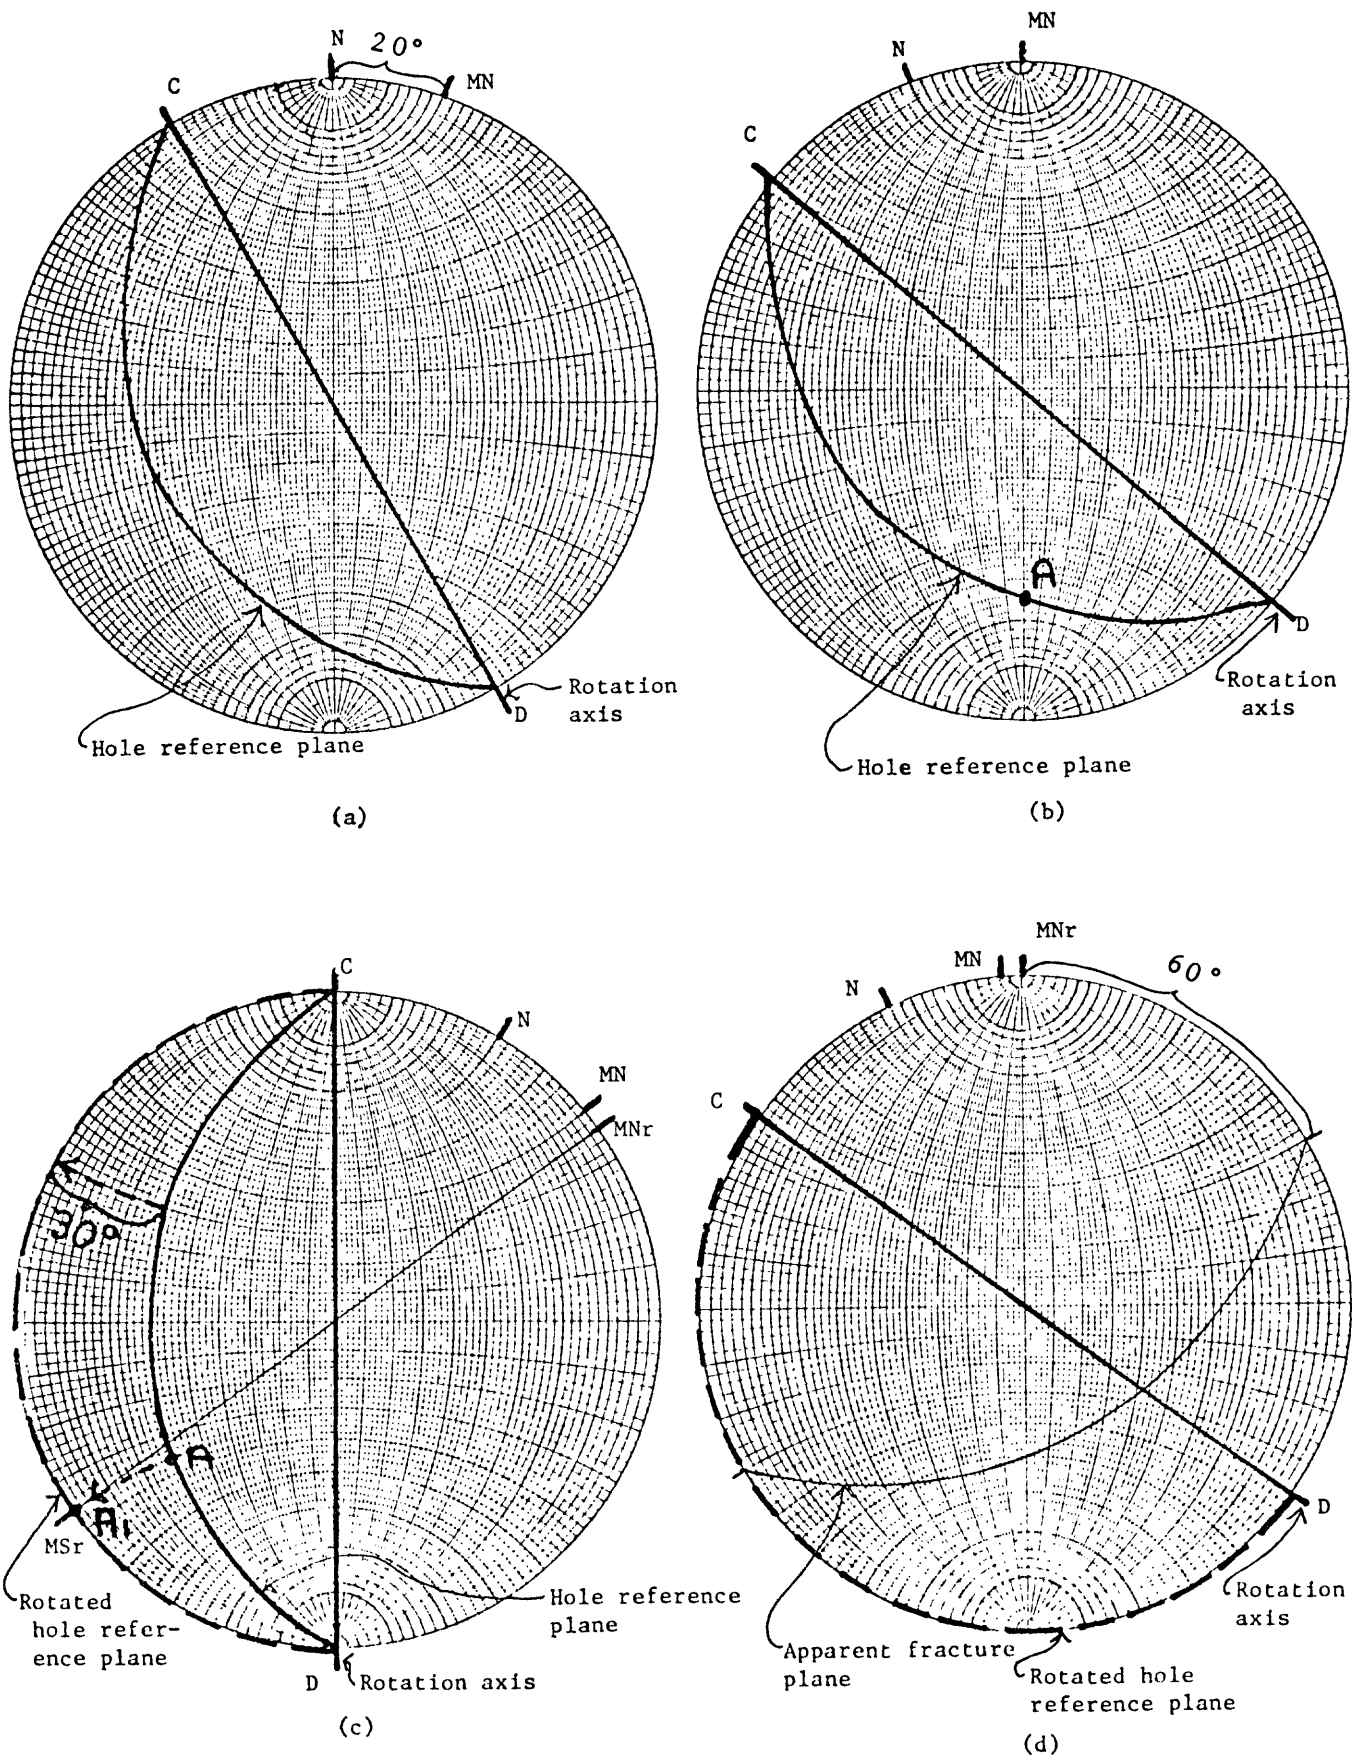 N
20°
MN
C
Rotation
axis
D
Hole reference plane
(a)
MN
N
C
A
D
Rotation
axis
Hole reference plane
(b)
C
N
MN
MNr
30°
A
A1
MSr
Rotated
hole refer-
ence plane
Hole reference
plane
D
Rotation axis
(c)
MNr
MN
60°
N
C
D
Rotation
axis
Apparent fracture
plane
Rotated hole
reference plane
(d)